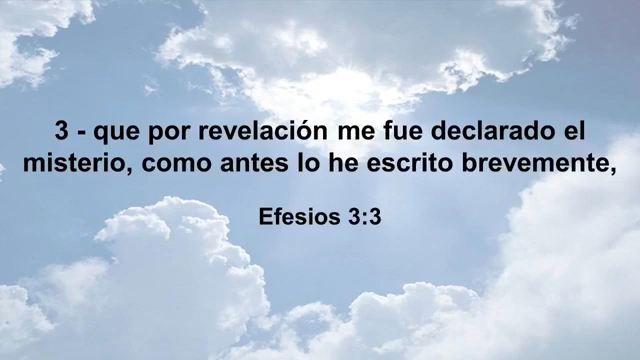 3 - que por revelación me fue declarado el
misterio, como antes lo he escrito brevemente,
Efesios 3:3